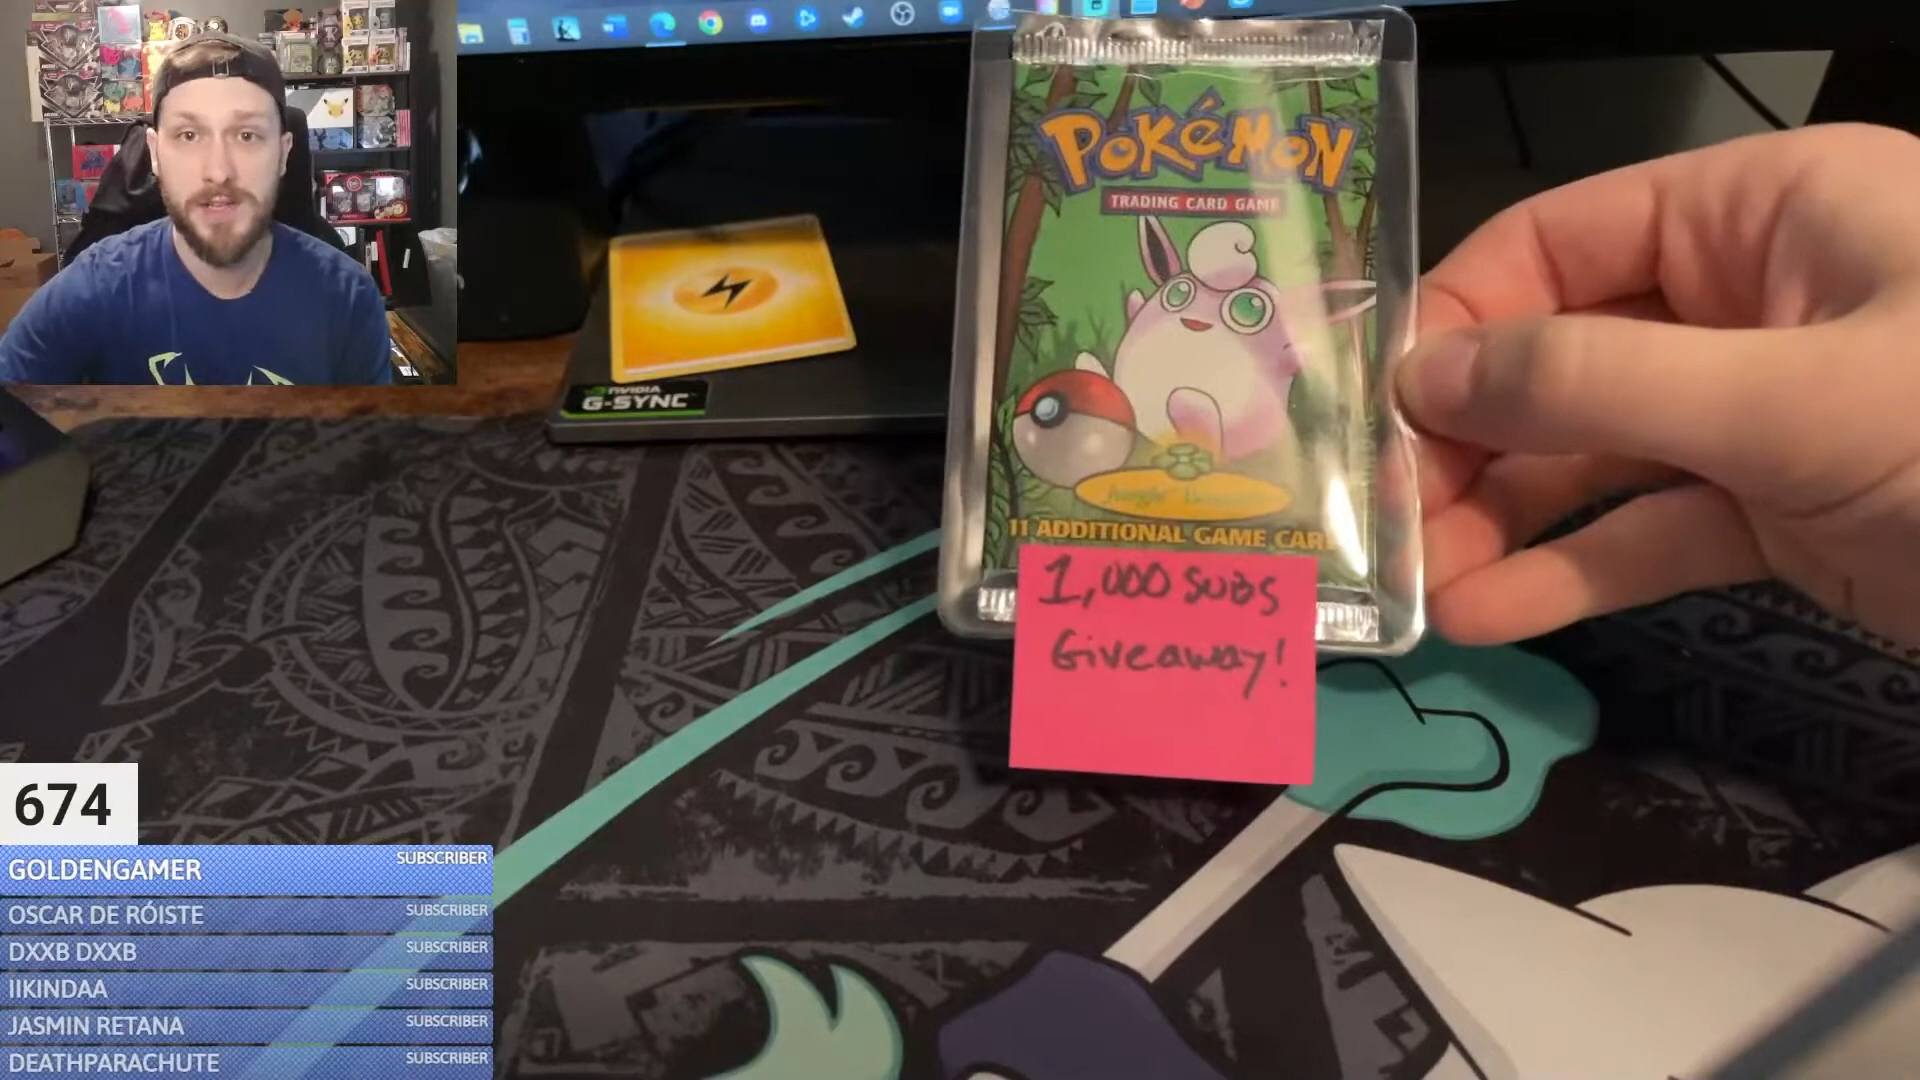 POKéMON
TRADING CARD GAME
11 ADDITIONAL GAME CAR
1,000 SUBS
Giveaway!
NVIDIA
G-SYNC
674
GOLDENGAMER SUBSCRIBER
OSCAR DE RÓISTE SUBSCRIBER
DXXB DXXB SUBSCRIBER
IIKINDAA SUBSCRIBER
JASMIN RETANA SUBSCRIBER
DEATHPARACHUTE SUBSCRIBER